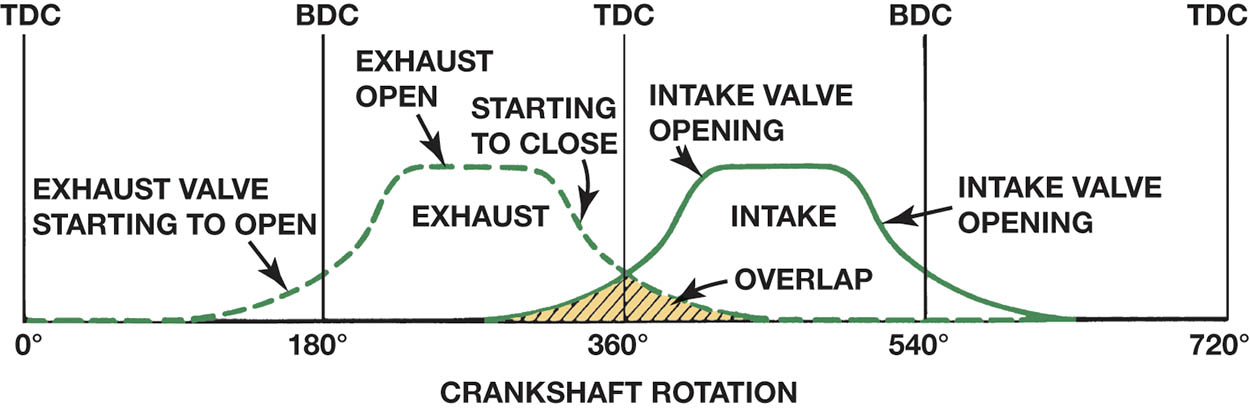 TDC BDC TDC BDC TDC
EXHAUST
OPEN
STARTING
TO CLOSE
INTAKE VALVE
OPENING
EXHAUST VALVE
STARTING TO OPEN
EXHAUST
INTAKE
INTAKE VALVE
OPENING
OVERLAP
0° 180° 360° 540° 720°
CRANKSHAFT ROTATION